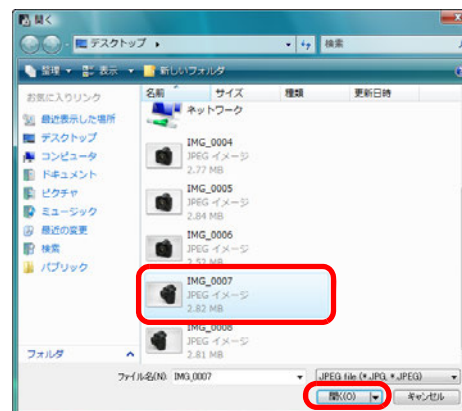 開く
デスクトップ
検索
整理 表示 新しいフォルダ
お気に入りリンク
最近表示した場所
デスクトップ
コンピュータ
ドキュメント
ピクチャ
ミュージック
最近の変更
検索
パブリック
フォルダ
名前 サイズ 種類 更新日時
ネットワーク
IMG_0004
JPEG イメージ
2.77 MB
IMG_0005
JPEG イメージ
2.84 MB
IMG_0006
JPEG イメージ
2.52 MB
IMG_0007
JPEG イメージ
2.82 MB
IMG_0008
JPEG イメージ
2.81 MB
ファイル名(N): IMG_0007
JPEG file (*.JPG, *.JPEG)
開く(O) キャンセル